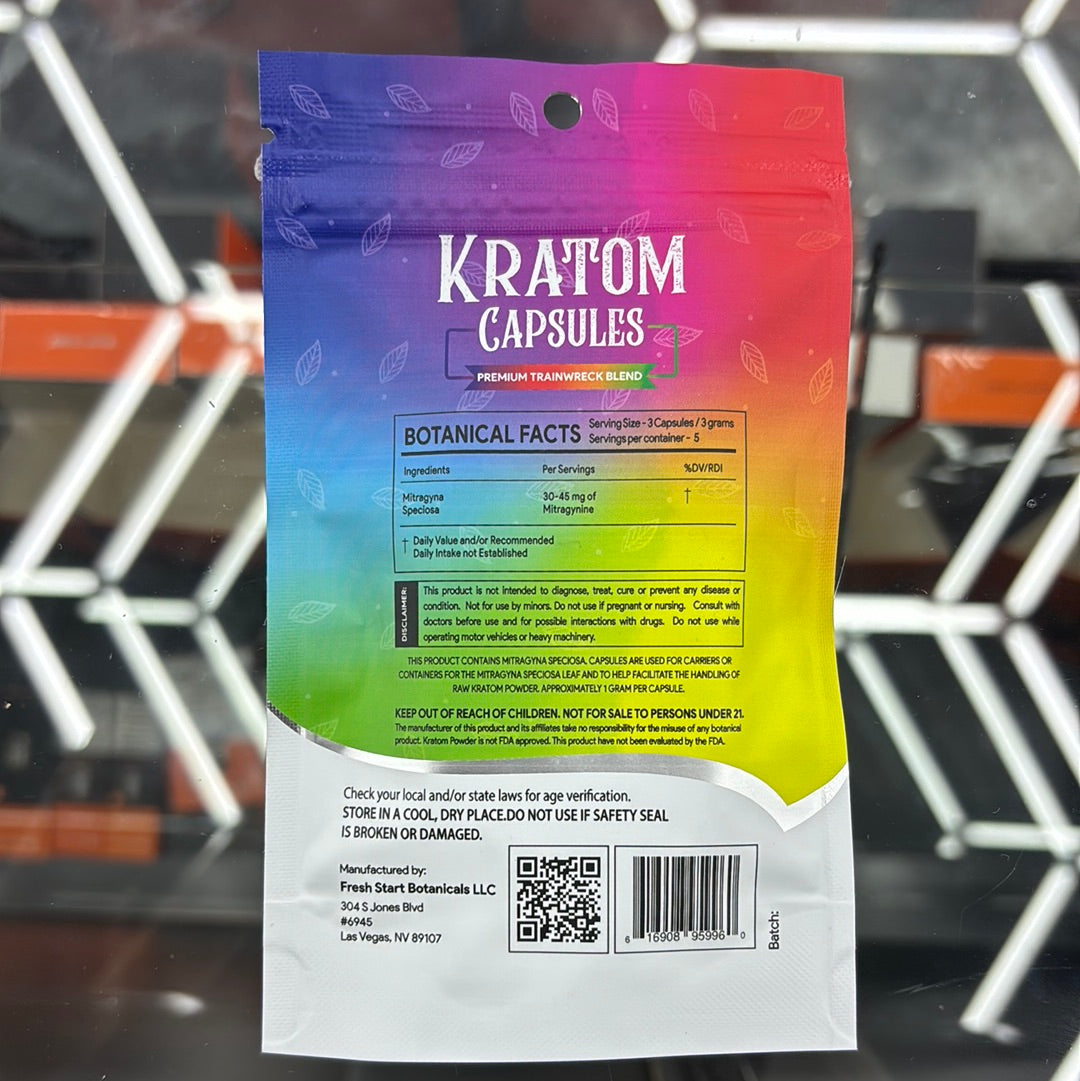 KRATOM
CAPSULES
PREMIUM TRAINWRECK BLEND
BOTANICAL FACTS
Serving Size - 3 Capsules / 3 grams
Servings per container - 5
Ingredients Per Servings %DV/RDI
Mitragyna 30-45 mg of †
Speciosa Mitragynine
† Daily Value and/or Recommended
Daily Intake not Established
DISCLAIMER:
This product is not Intended to diagnose, treat, cure or prevent any disease or
condition. Not for use by minors. Do not use if pregnant or nursing. Consult with
doctors before use and for possible interactions with drugs. Do not use while
operating motor vehicles or heavy machinery.
THIS PRODUCT CONTAINS MITRAGYNA SPECIOSA. CAPSULES ARE USED FOR CARRIERS OR
CONTAINERS FOR THE MITRAGYNA SPECIOSA LEAF AND TO HELP FACILITATE THE HANDLING OF
RAW KRATOM POWDER. APPROXIMATELY 1 GRAM PER CAPSULE.
KEEP OUT OF REACH OF CHILDREN. NOT FOR SALE TO PERSONS UNDER 21.
The manufacturer of this product and its affiliates take no responsibility for the misuse of any botanical
product. Kratom Powder is not FDA approved. This product have not been evaluated by the FDA.
Check your local and/or state laws for age verification.
STORE IN A COOL, DRY PLACE.DO NOT USE IF SAFETY SEAL
IS BROKEN OR DAMAGED.
Manufactured by:
Fresh Start Botanicals LLC
304 S Jones Blvd
#6945
Las Vegas, NV 89107
6 16908 95996 0
Batch: